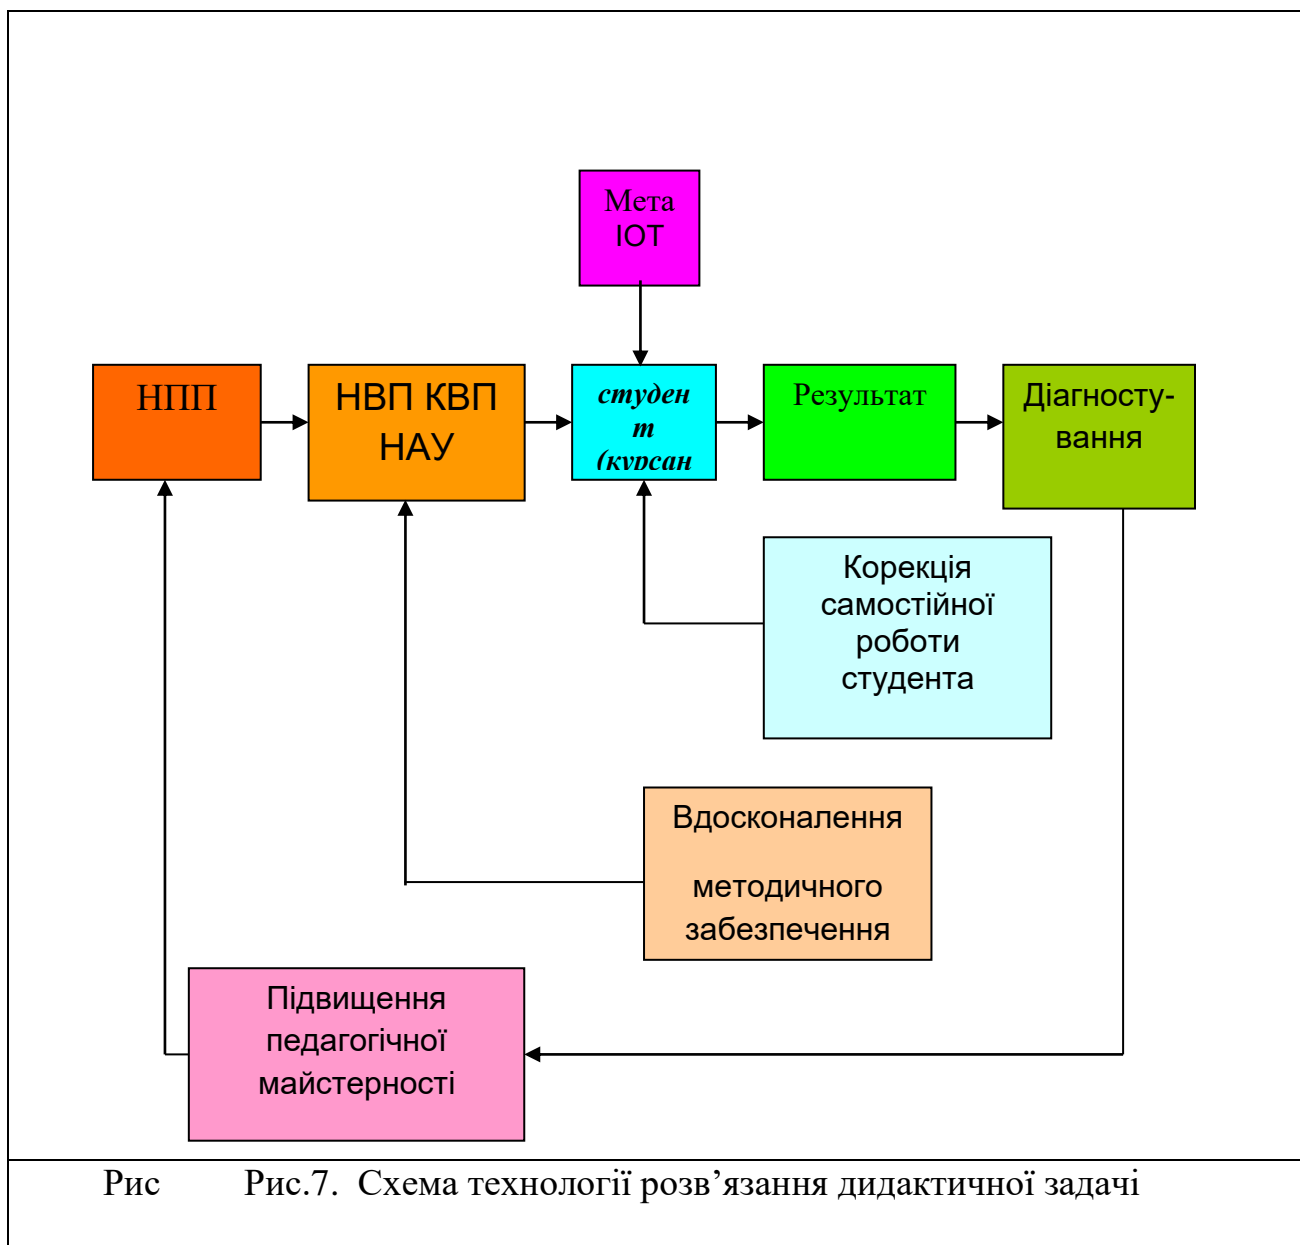 Мета
ІОТ
НПП
НВП КВП
НАУ
студен
т
(курсан
Результат
Діагносту-
вання
Корекція
самостійної
роботи
студента
Вдосконалення
методичного
забезпечення
Підвищення
педагогічної
майстерності
Рис Рис.7. Схема технології розв’язання дидактичної задачі